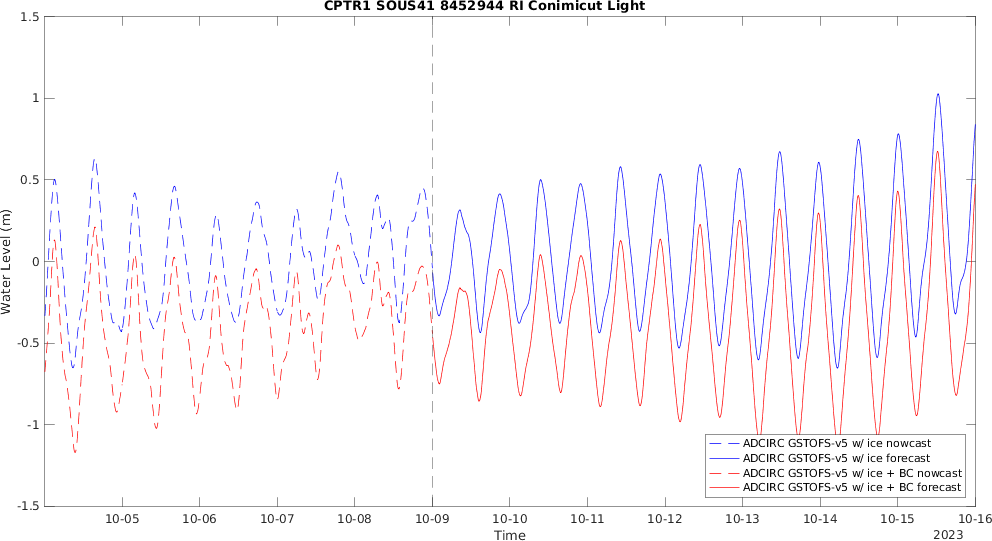 CPTR1 SOUS41 8452944 RI Conimicut Light
1.5
1
0.5
0
-0.5
-1
-1.5
Water Level (m)
10-05 10-06 10-07 10-08 10-09 10-10 10-11 10-12 10-13 10-14 10-15 10-16
Time
2023
ADCIRC GSTOFS-v5 w/ ice nowcast
ADCIRC GSTOFS-v5 w/ ice forecast
ADCIRC GSTOFS-v5 w/ ice + BC nowcast
ADCIRC GSTOFS-v5 w/ ice + BC forecast